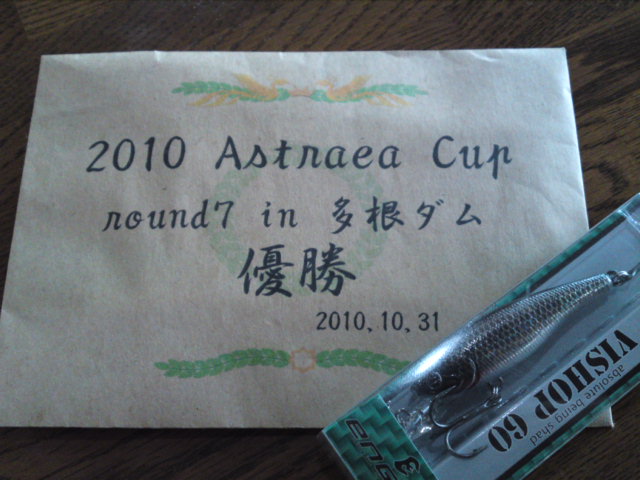 2010 Astraea Cup
round7 in 多根ダム
優勝
2010.10.31
VISHOP 60
absolute being shad